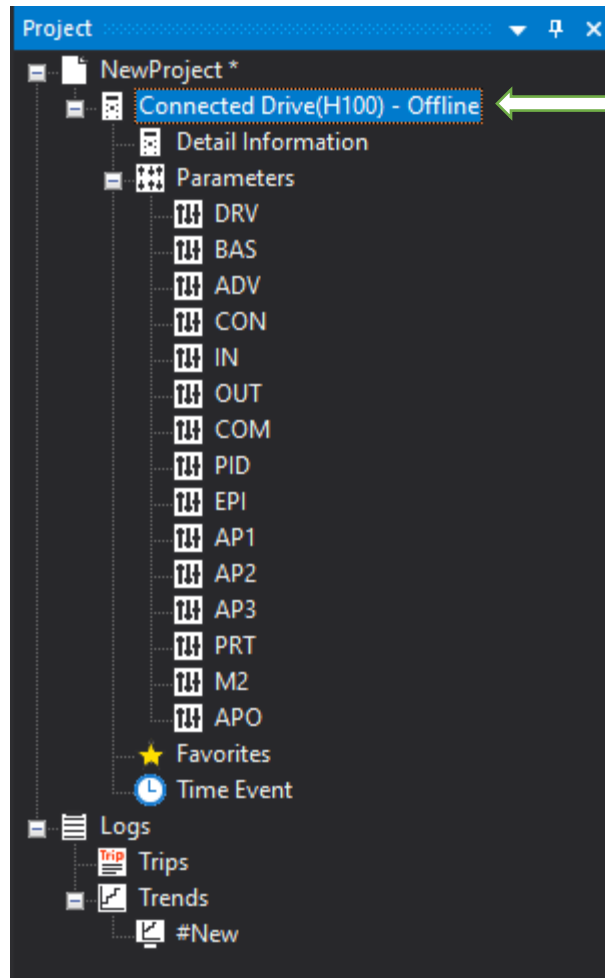 Project
NewProject *
Connected Drive(H100) - Offline
Detail Information
Parameters
DRV
BAS
ADV
CON
IN
OUT
COM
PID
EPI
AP1
AP2
AP3
PRT
M2
APO
Favorites
Time Event
Logs
Trip
Trips
Trends
#New